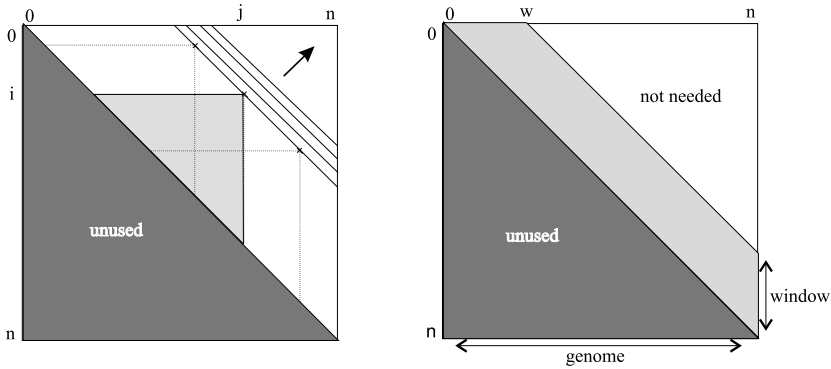 0 j n
0
i
unused
n
0 w n
0
not needed
unused
window
n
genome